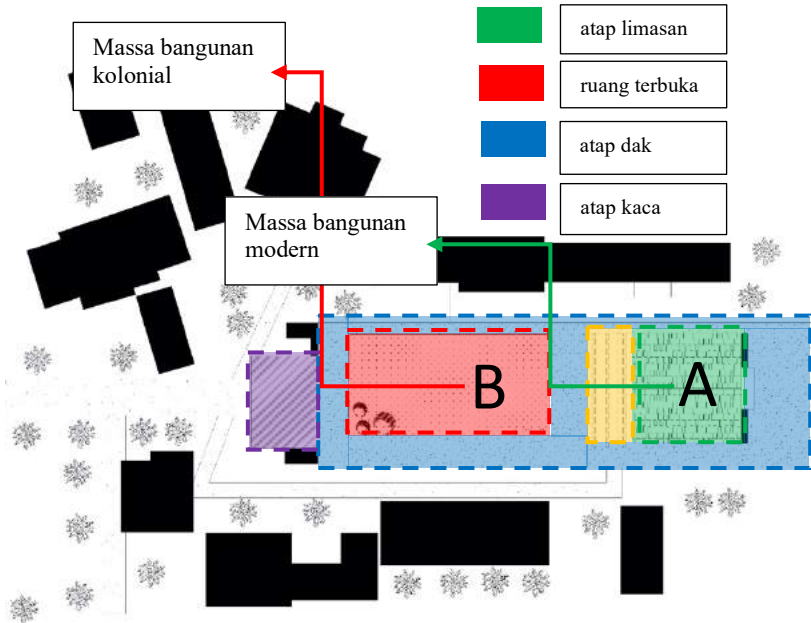 Massa bangunan
kolonial
atap limasan
ruang terbuka
atap dak
atap kaca
Massa bangunan
modern
B
A